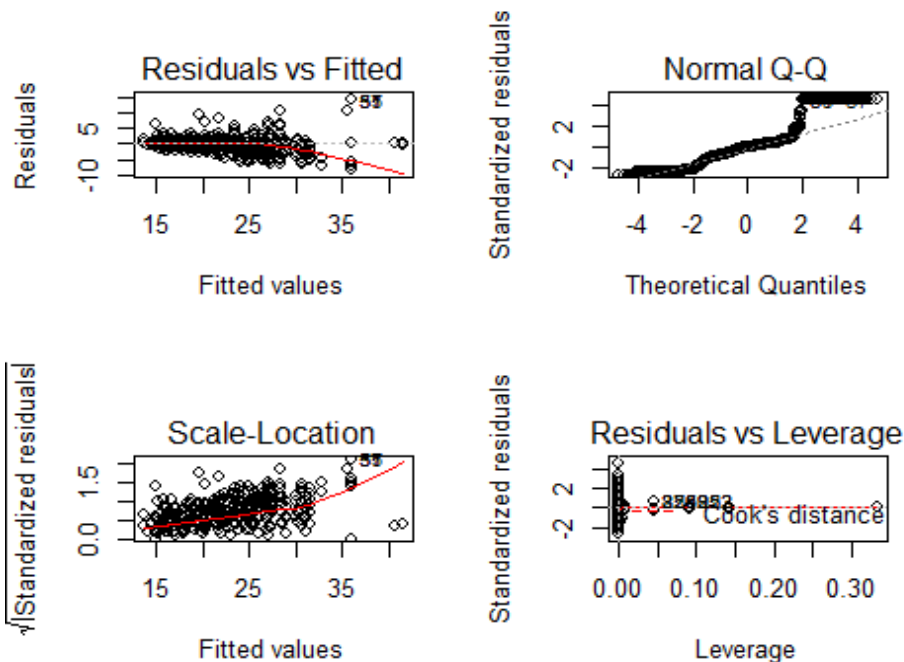 Residuals vs Fitted
Residuals
5
-10
15 25 35
Fitted values
Normal Q-Q
Standardized residuals
2
-2
-4 -2 0 2 4
Theoretical Quantiles
Scale-Location
√|Standardized residuals|
1.5
0.0
15 25 35
Fitted values
Residuals vs Leverage
Standardized residuals
2
-2
Cook's distance
0.00 0.10 0.20 0.30
Leverage